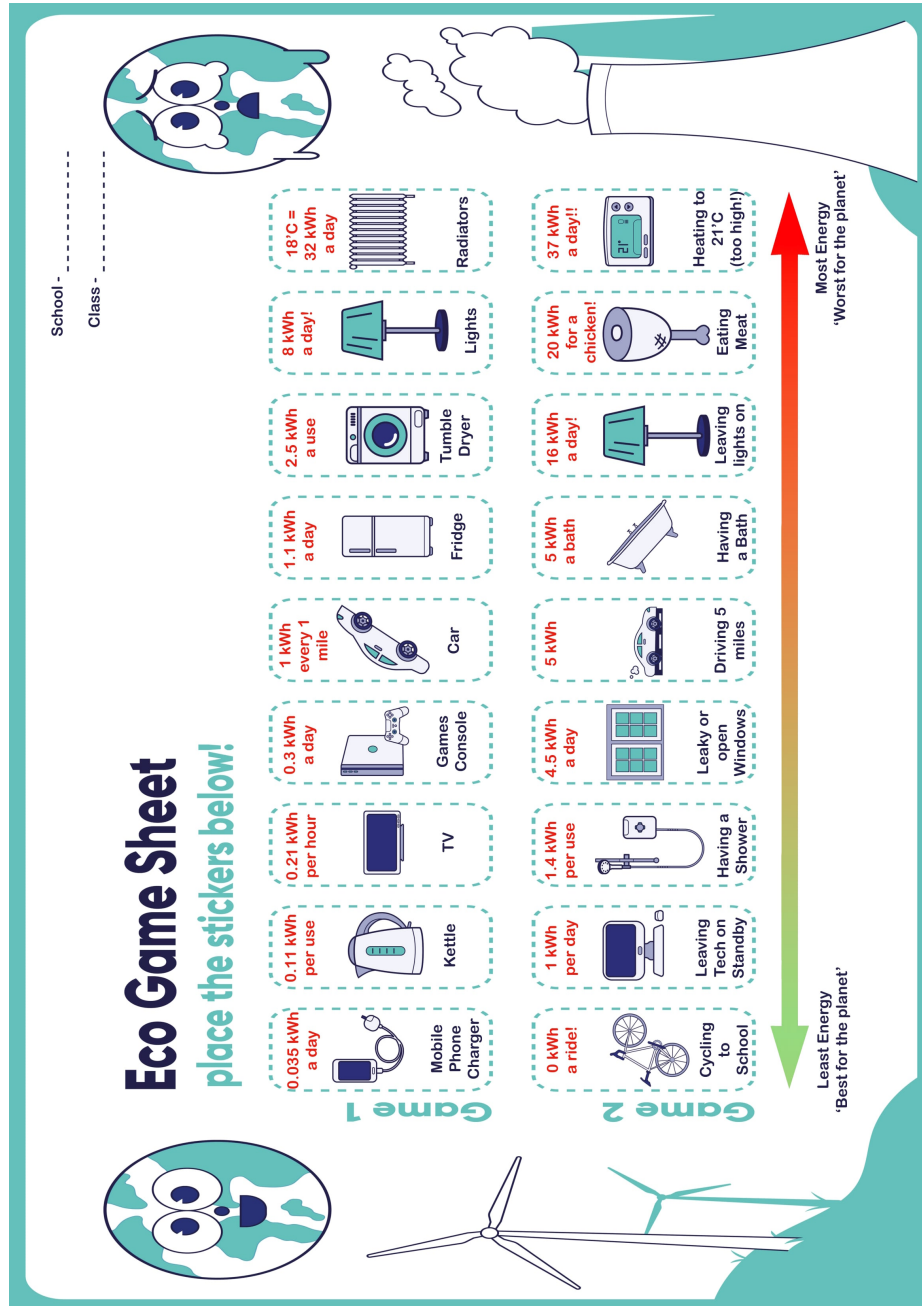 School - ------------
Class - ------------
Eco Game Sheet
place the stickers below!
Game 1
0.035 kWh
a day
Mobile
Phone
Charger
0.11 kWh
per use
Kettle
0.21 kWh
per hour
TV
0.3 kWh
a day
Games
Console
1 kWh
every 1
mile
Car
1.1 kWh
a day
Fridge
2.5 kWh
a use
Tumble
Dryer
8 kWh
a day!
Lights
18'C =
32 kWh
a day
Radiators
Game 2
0 kWh
a ride!
Cycling
to
School
1 kWh
per day
Leaving
Tech on
Standby
1.4 kWh
per use
Having a
Shower
4.5 kWh
a day
Leaky or
open
Windows
5 kWh
Driving 5
miles
5 kWh
a bath
Having
a Bath
16 kWh
a day!
Leaving
lights on
20 kWh
for a
chicken!
Eating
Meat
37 kWh
a day!!
21°
Heating to
21'C
(too high!)
Least Energy
'Best for the planet'
Most Energy
'Worst for the planet'